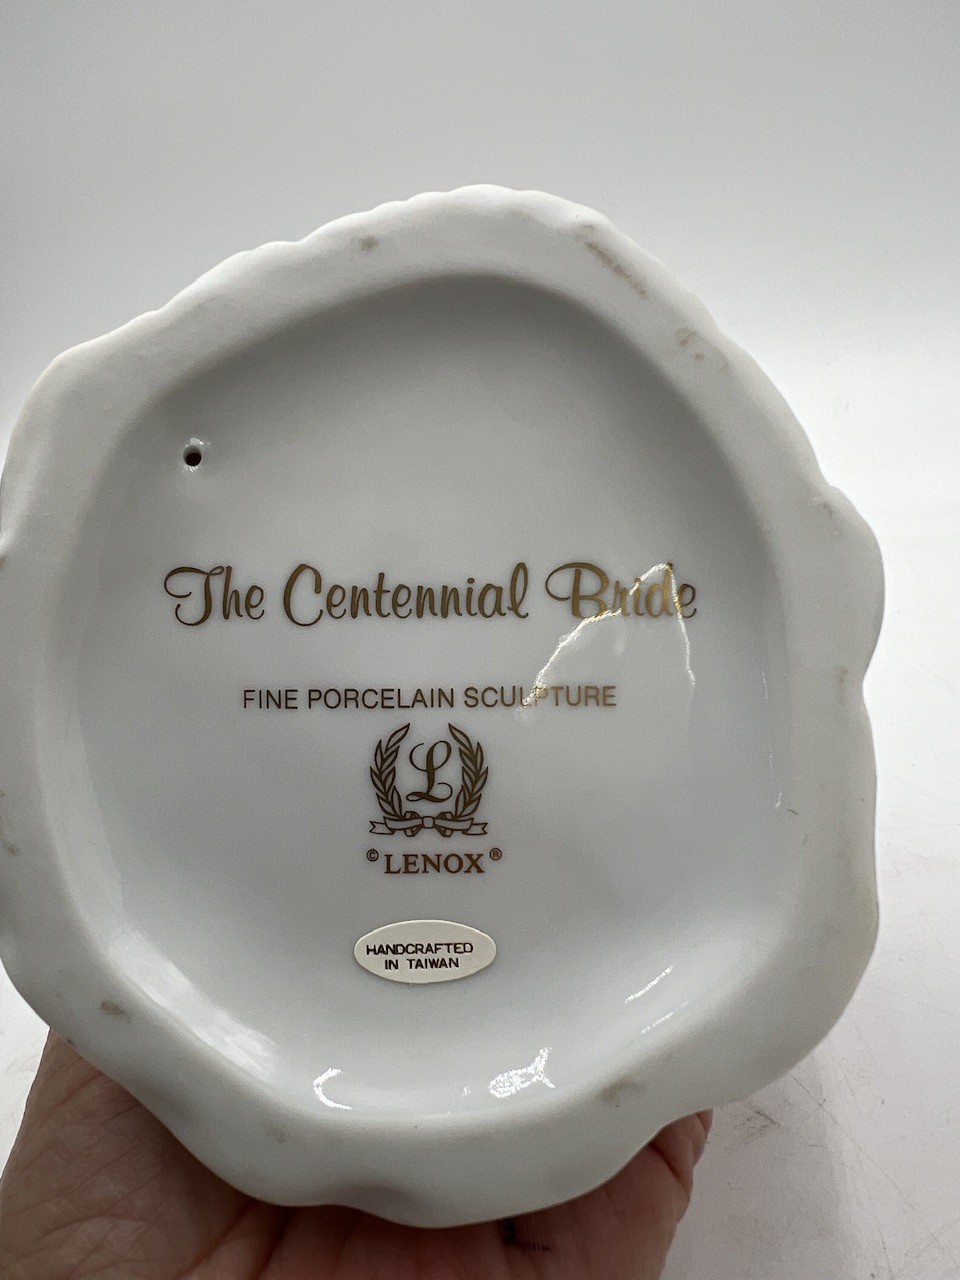 The Centennial Bride
FINE PORCELAIN SCULPTURE
L
© LENOX ®
HANDCRAFTED
IN TAIWAN